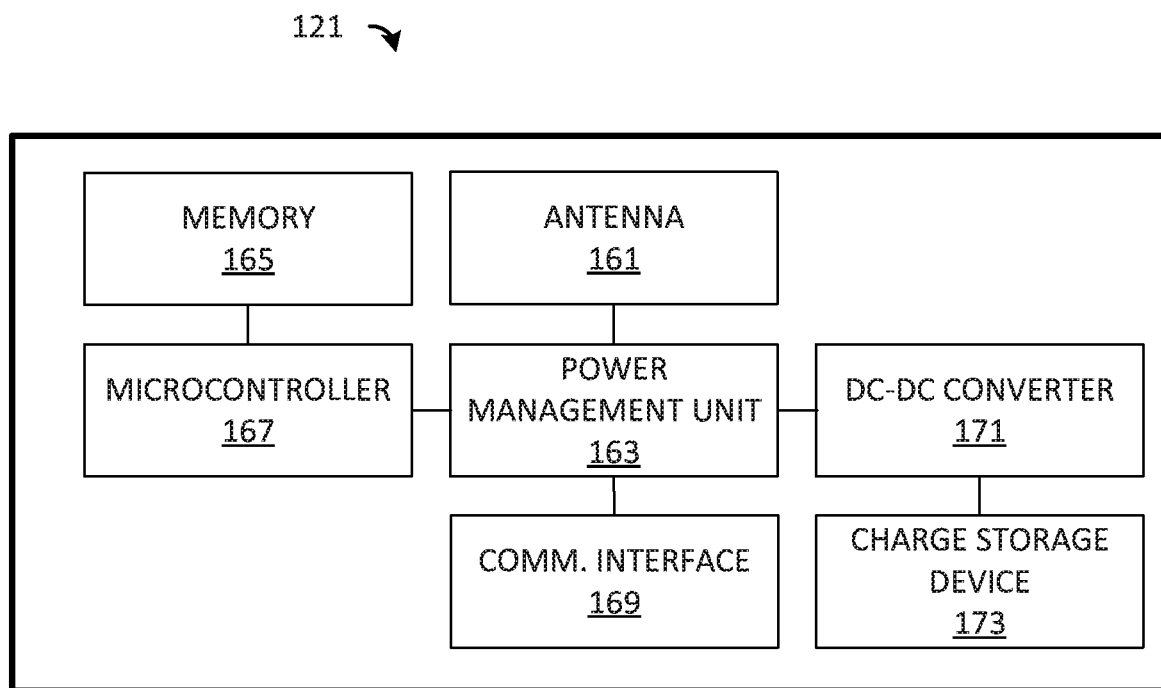 121
MEMORY
165
ANTENNA
161
MICROCONTROLLER
167
POWER
MANAGEMENT UNIT
163
DC-DC CONVERTER
171
COMM. INTERFACE
169
CHARGE STORAGE
DEVICE
173